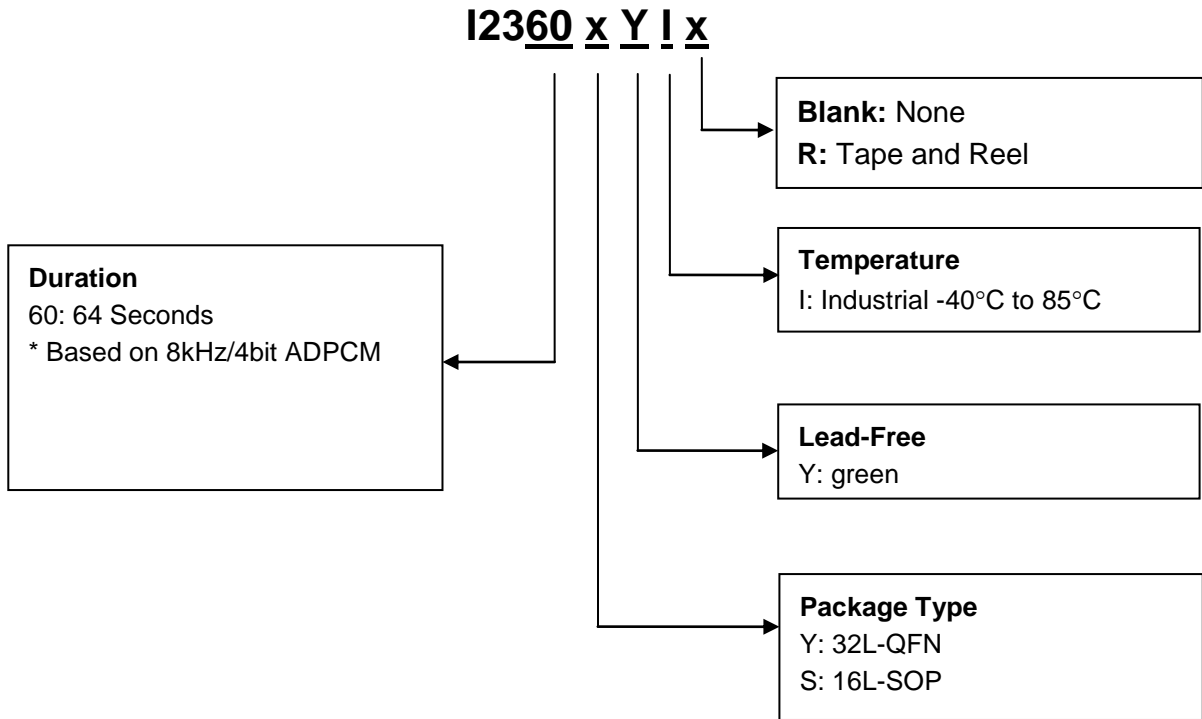 I2360 x Y I x
Blank: None
R: Tape and Reel
Temperature
I: Industrial -40°C to 85°C
Duration
60: 64 Seconds
* Based on 8kHz/4bit ADPCM
Lead-Free
Y: green
Package Type
Y: 32L-QFN
S: 16L-SOP